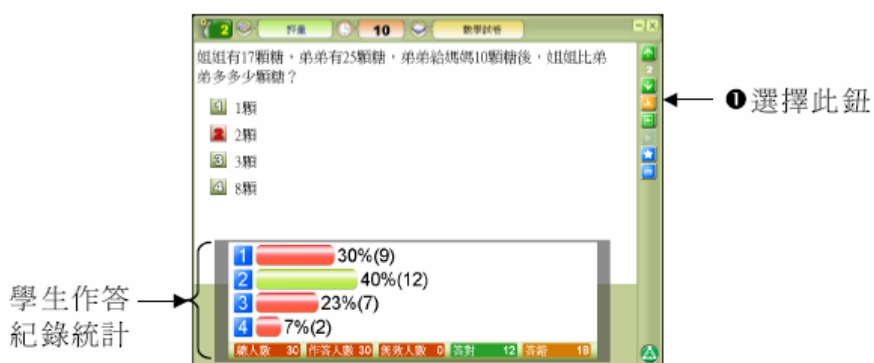 2 評量 10 數學試卷
姐姐有17顆糖，弟弟有25顆糖，弟弟給媽媽10顆糖後，姐姐比弟
弟多多少顆糖？
1 1顆
2 2顆
3 3顆
4 8顆
2
❶選擇此鈕
學生作答
紀錄統計
1 30%(9)
2 40%(12)
3 23%(7)
4 7%(2)
總人數 30 作答人數 30 無效人數 0 答對 12 答錯 18